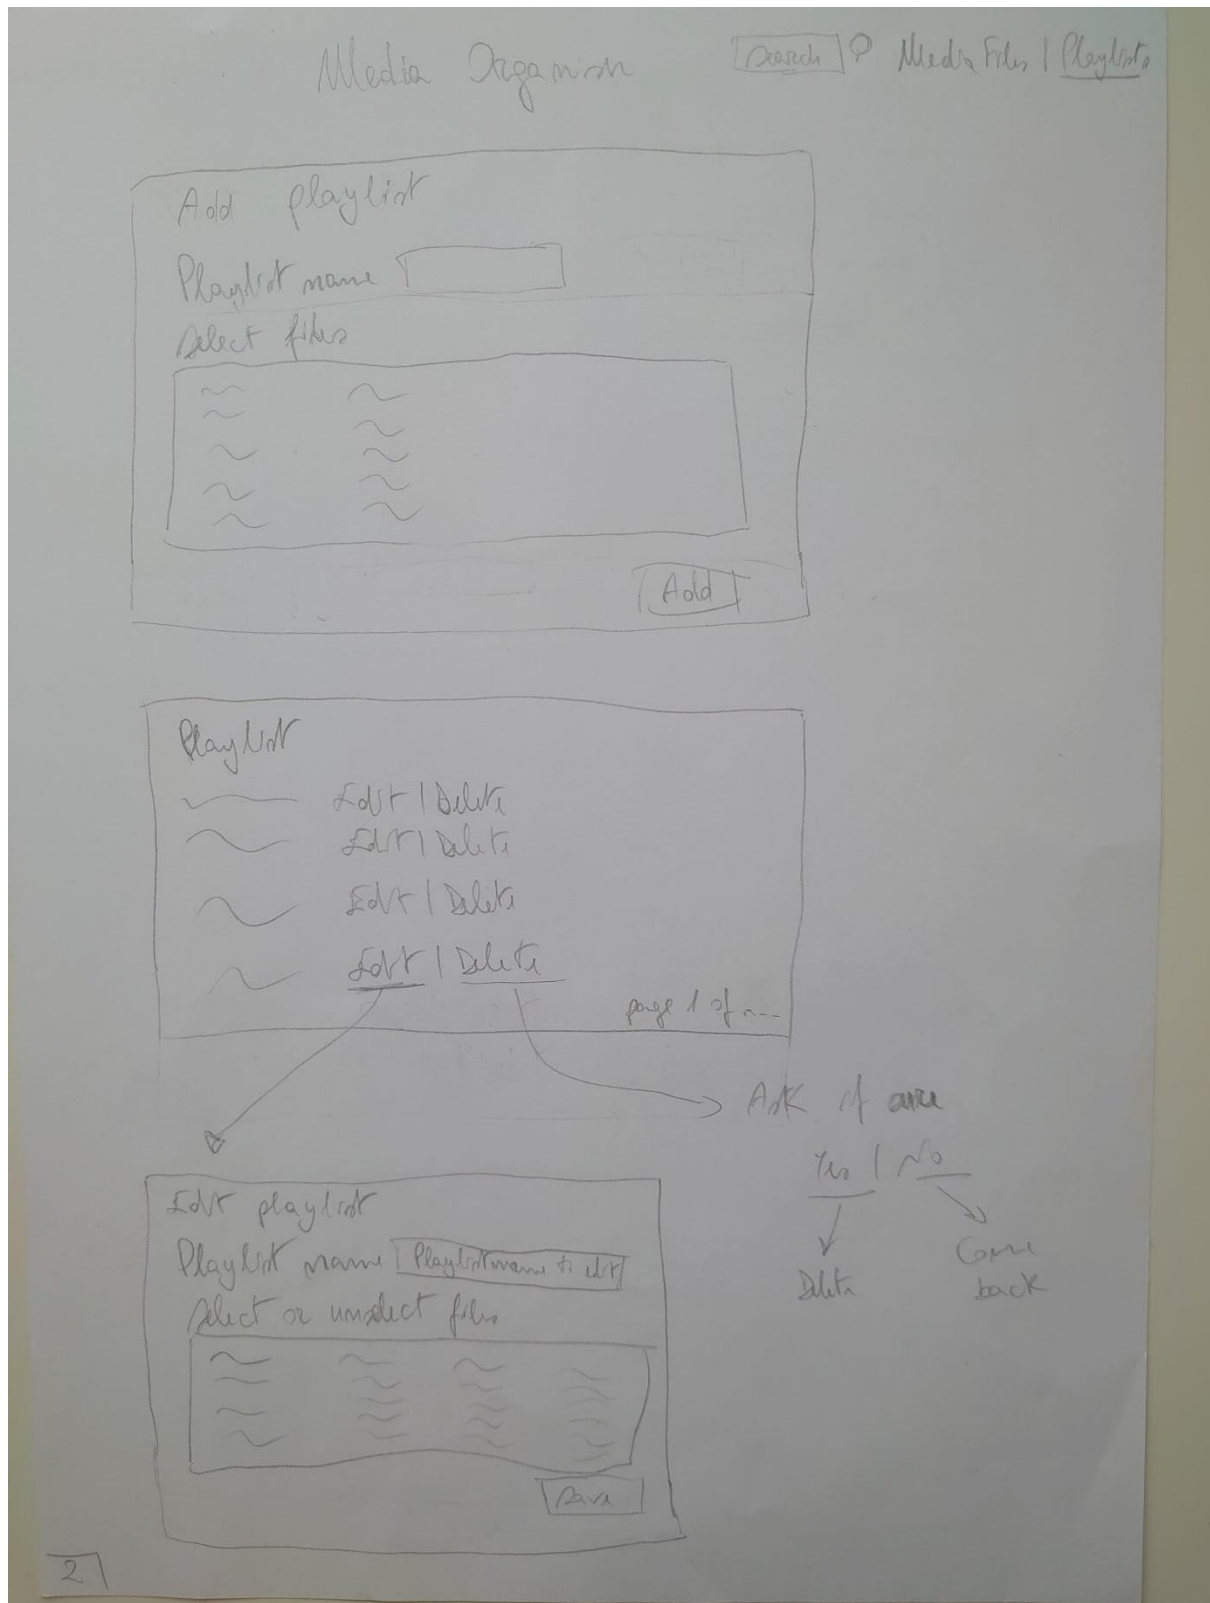 Media Organiser
Search Media Files | Playlists
Add playlist
Playlist name
Select files
Add
Playlist
Edit | Delete
Edit | Delete
Edit | Delete
Edit | Delete
page 1 of ....
Ask if sure
Yes | No
Delete
Come back
Edit playlist
Playlist name Playlist name to edit
Select or unselect files
Save
2